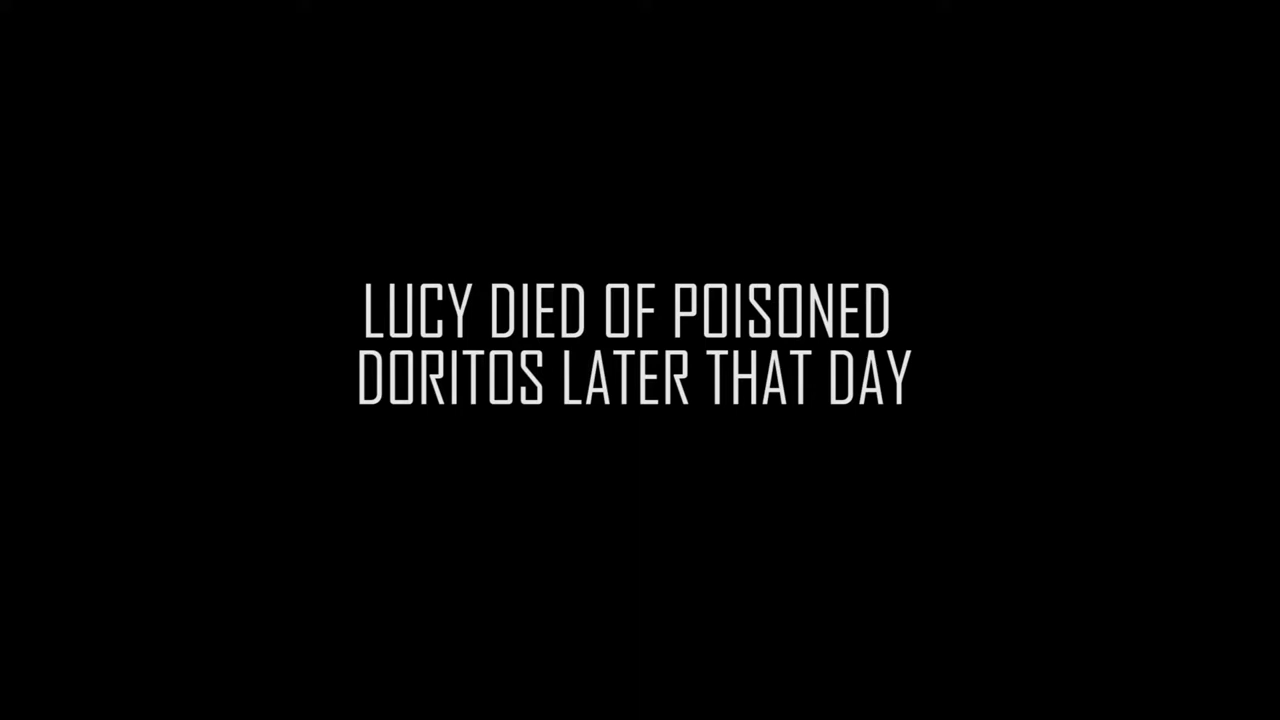 LUCY DIED OF POISONED
DORITOS LATER THAT DAY